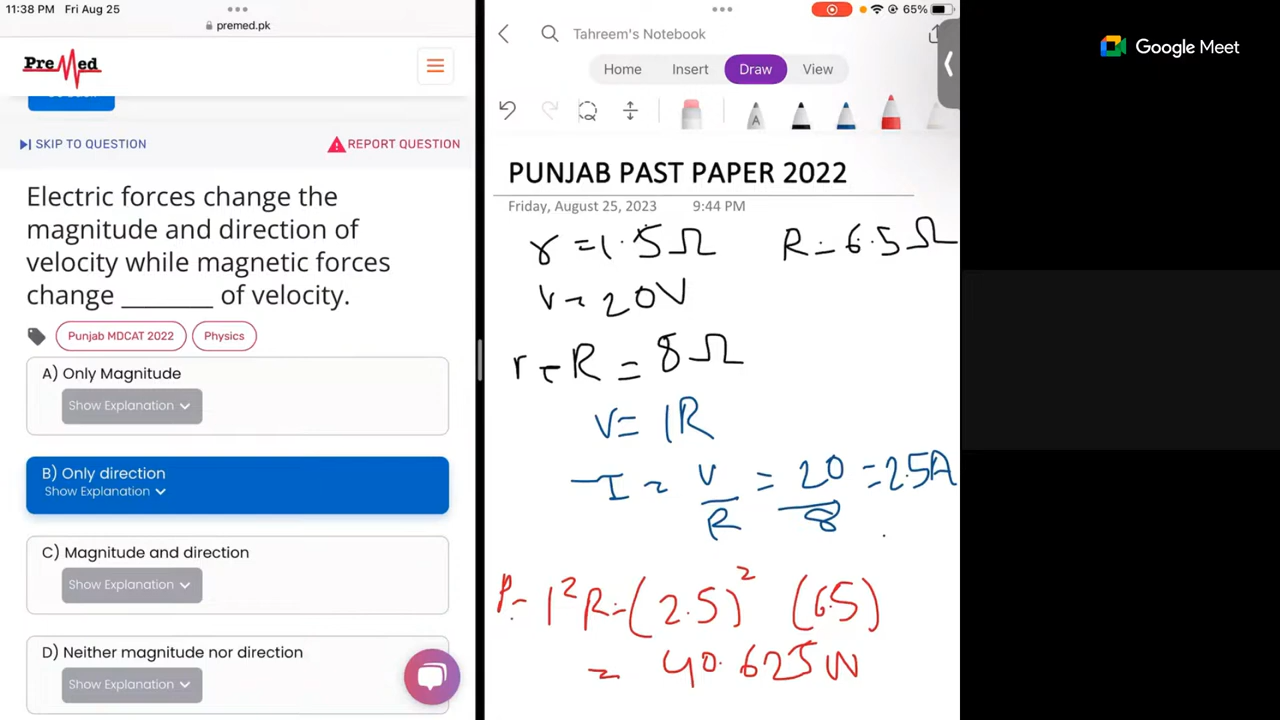 11:38 PM Fri Aug 25
65%
premed.pk
PreMed
SKIP TO QUESTION
REPORT QUESTION
Electric forces change the
magnitude and direction of
velocity while magnetic forces
change ________ of velocity.
Punjab MDCAT 2022
Physics
A) Only Magnitude
Show Explanation
B) Only direction
Show Explanation
C) Magnitude and direction
Show Explanation
D) Neither magnitude nor direction
Show Explanation
Tahreem's Notebook
Home Insert Draw View
A
PUNJAB PAST PAPER 2022
Friday, August 25, 2023 9:44 PM
r = 1.5Ω R = 6.5Ω
V = 20V
r+R = 8Ω
V = IR
I = V/R = 20/8 = 2.5A
P = I²R = (2.5)² (6.5)
= 40.625W
Google Meet